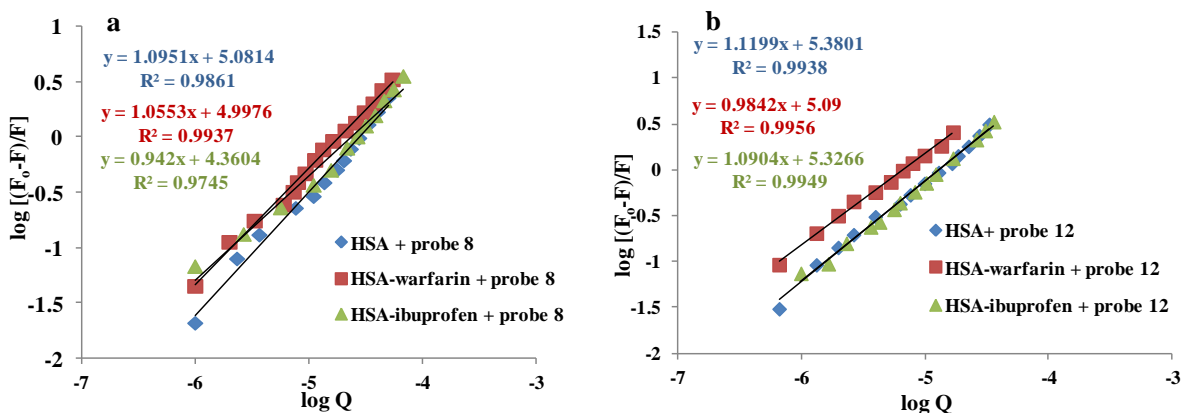 a
y = 1.0951x + 5.0814
R² = 0.9861
y = 1.0553x + 4.9976
R² = 0.9937
y = 0.942x + 4.3604
R² = 0.9745
log [(Fₒ-F)/F]
1
0.5
0
-0.5
-1
-1.5
-2
HSA + probe 8
HSA-warfarin + probe 8
HSA-ibuprofen + probe 8
-7
-6
-5
-4
-3
log Q
b
y = 1.1199x + 5.3801
R² = 0.9938
y = 0.9842x + 5.09
R² = 0.9956
y = 1.0904x + 5.3266
R² = 0.9949
log [(Fₒ-F)/F]
1.5
1
0.5
0
-0.5
-1
-1.5
-2
HSA+ probe 12
HSA-warfarin + probe 12
HSA-ibuprofen + probe 12
-7
-6
-5
-4
-3
log Q